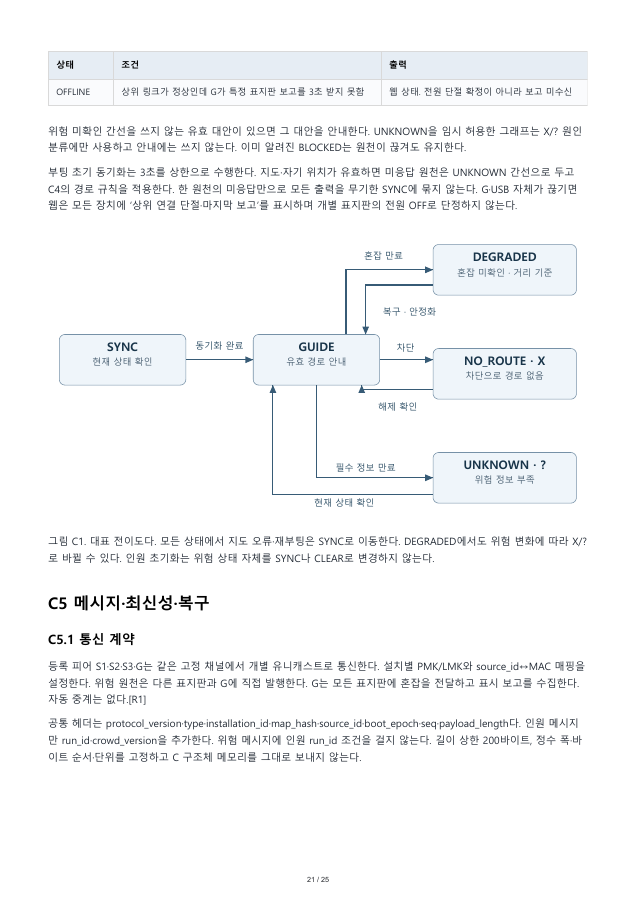 상태 조건 출력
OFFLINE 상위 링크가 정상인데 G가 특정 표지판 보고를 3초 받지 못함 웹 상태. 전원 단절 확정이 아니라 보고 미수신
위험 미확인 간선을 쓰지 않는 유효 대안이 있으면 그 대안을 안내한다. UNKNOWN을 임시 허용한 그래프는 X/? 원인
분류에만 사용하고 안내에는 쓰지 않는다. 이미 알려진 BLOCKED는 원천이 끊겨도 유지한다.
부팅 초기 동기화는 3초를 상한으로 수행한다. 지도·자기 위치가 유효하면 미응답 원천은 UNKNOWN 간선으로 두고
C4의 경로 규칙을 적용한다. 한 원천의 미응답만으로 모든 출력을 무기한 SYNC에 묶지 않는다. G·USB 자체가 끊기면
웹은 모든 장치에 ‘상위 연결 단절·마지막 보고’를 표시하며 개별 표지판의 전원 OFF로 단정하지 않는다.
혼잡 만료
DEGRADED
혼잡 미확인 · 거리 기준
복구 · 안정화
SYNC
현재 상태 확인
동기화 완료
GUIDE
유효 경로 안내
차단
NO_ROUTE · X
차단으로 경로 없음
해제 확인
필수 정보 만료
UNKNOWN · ?
위험 정보 부족
현재 상태 확인
그림 C1. 대표 전이도다. 모든 상태에서 지도 오류·재부팅은 SYNC로 이동한다. DEGRADED에서도 위험 변화에 따라 X/?
로 바뀔 수 있다. 인원 초기화는 위험 상태 자체를 SYNC나 CLEAR로 변경하지 않는다.
C5 메시지·최신성·복구
C5.1 통신 계약
등록 피어 S1·S2·S3·G는 같은 고정 채널에서 개별 유니캐스트로 통신한다. 설치별 PMK/LMK와 source_id↔MAC 매핑을
설정한다. 위험 원천은 다른 표지판과 G에 직접 발행한다. G는 모든 표지판에 혼잡을 전달하고 표시 보고를 수집한다.
자동 중계는 없다.[R1]
공통 헤더는 protocol_version·type·installation_id·map_hash·source_id·boot_epoch·seq·payload_length다. 인원 메시지
만 run_id·crowd_version을 추가한다. 위험 메시지에 인원 run_id 조건을 걸지 않는다. 길이 상한 200바이트, 정수 폭·바
이트 순서·단위를 고정하고 C 구조체 메모리를 그대로 보내지 않는다.
21 / 25